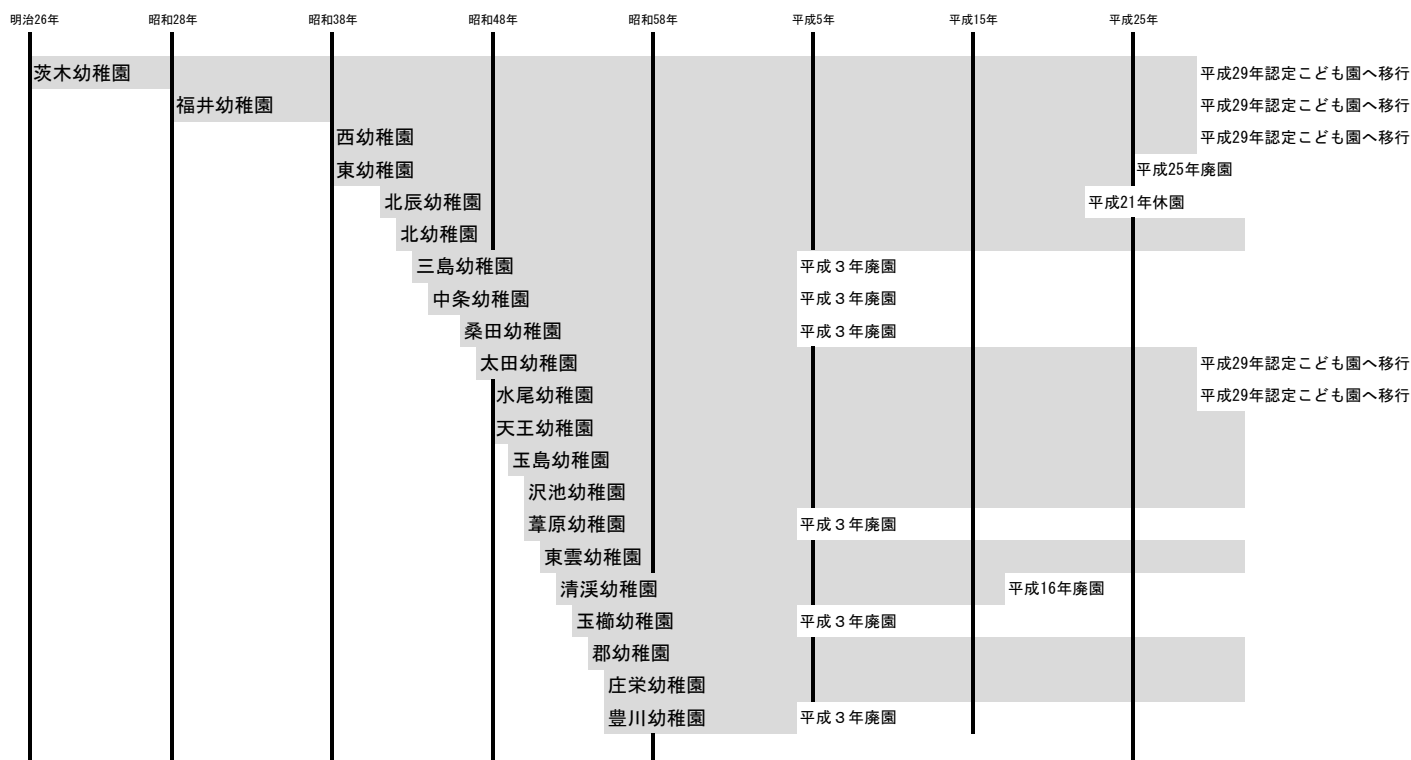 明治26年 昭和28年 昭和38年 昭和48年 昭和58年 平成5年 平成15年 平成25年
茨木幼稚園 平成29年認定こども園へ移行
福井幼稚園 平成29年認定こども園へ移行
西幼稚園 平成29年認定こども園へ移行
東幼稚園 平成25年廃園
北辰幼稚園 平成21年休園
北幼稚園
三島幼稚園 平成３年廃園
中条幼稚園 平成３年廃園
桑田幼稚園 平成３年廃園
太田幼稚園 平成29年認定こども園へ移行
水尾幼稚園 平成29年認定こども園へ移行
天王幼稚園
玉島幼稚園
沢池幼稚園
葦原幼稚園 平成３年廃園
東雲幼稚園
清渓幼稚園 平成16年廃園
玉櫛幼稚園 平成３年廃園
郡幼稚園
庄栄幼稚園
豊川幼稚園 平成３年廃園